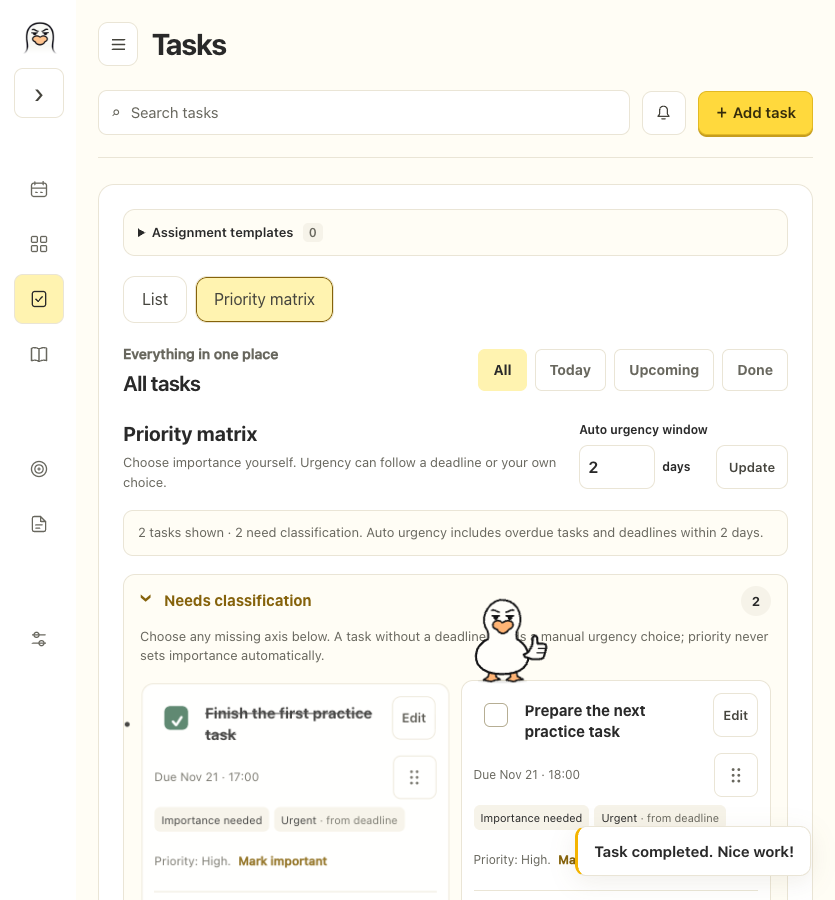 Tasks
Search tasks
+ Add task
Assignment templates 0
List
Priority matrix
Everything in one place
All tasks
All
Today
Upcoming
Done
Priority matrix
Choose importance yourself. Urgency can follow a deadline or your own
choice.
Auto urgency window
2 days
Update
2 tasks shown · 2 need classification. Auto urgency includes overdue tasks and deadlines within 2 days.
Needs classification
2
Choose any missing axis below. A task without a deadline a manual urgency choice; priority never
sets importance automatically.
Finish the first practice
task
Edit
Due Nov 21 · 17:00
Importance needed
Urgent · from deadline
Priority: High. Mark important
Prepare the next
practice task
Edit
Due Nov 21 · 18:00
Importance needed
Urgent · from deadline
Priority: High.
Task completed. Nice work!